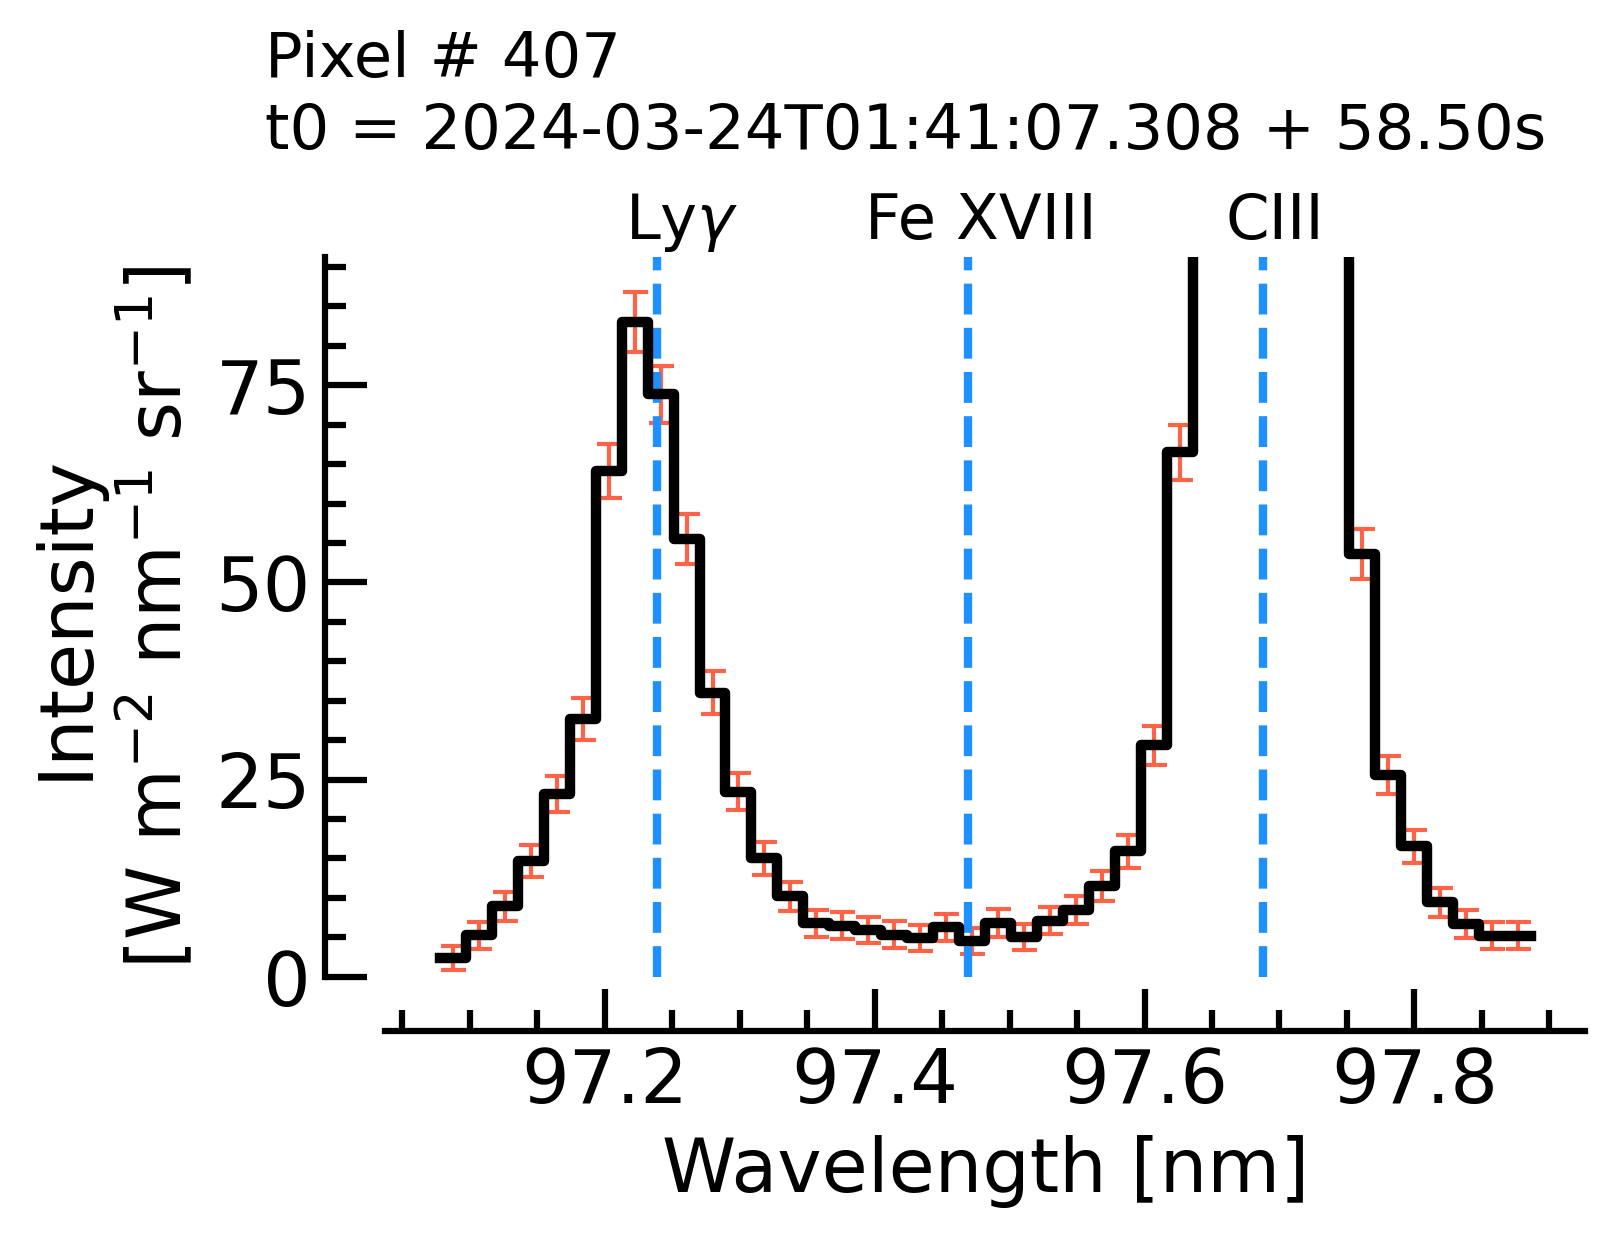 Pixel # 407
t0 = 2024-03-24T01:41:07.308 + 58.50s
Lyγ Fe XVIII CIII
Intensity
[W m⁻² nm⁻¹ sr⁻¹]
75
50
25
0
97.2 97.4 97.6 97.8
Wavelength [nm]